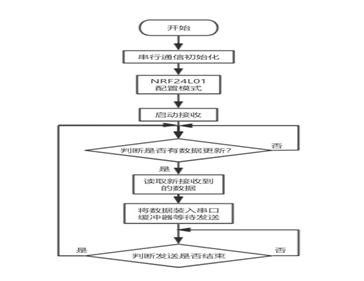 开始
串行通信初始化
NRF24L01
配置模式
启动接收
判断是否有数据更新?
否
是
读取新接收到
的数据
将数据装入串口
缓冲器等待发送
是
判断发送是否结束
否